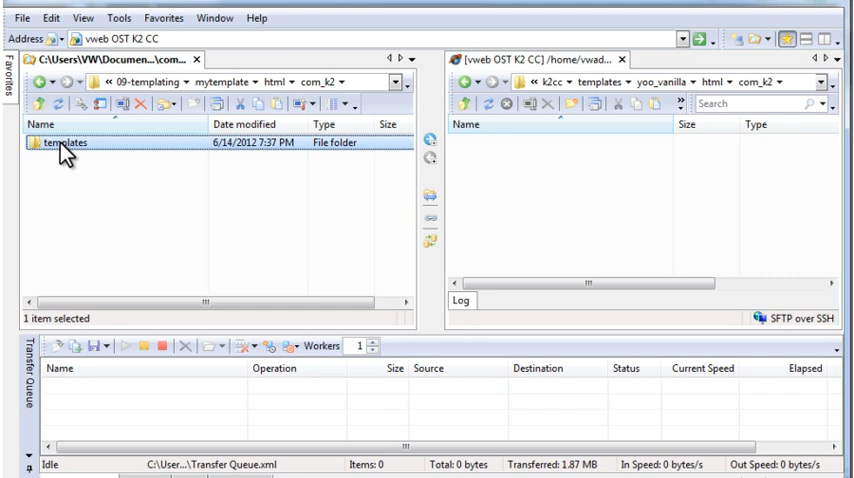 File Edit View Tools Favorites Window Help
Address vweb OST K2 CC
Favorites
C:\Users\VW\Documen...\com... ×
[vweb OST K2 CC] /home/vwad... ×
« 09-templating mytemplate html com_k2
« k2cc templates yoo_vanilla html com_k2
» Search
Name Date modified Type Size
Name Size Type
templates 6/14/2012 7:37 PM File folder
Log
1 item selected
SFTP over SSH
Transfer Queue
Workers 1
Name Operation Size Source Destination Status Current Speed Elapsed
Idle C:\User...\Transfer Queue.xml Items: 0 Total: 0 bytes Transferred: 1.87 MB In Speed: 0 bytes/s Out Speed: 0 bytes/s